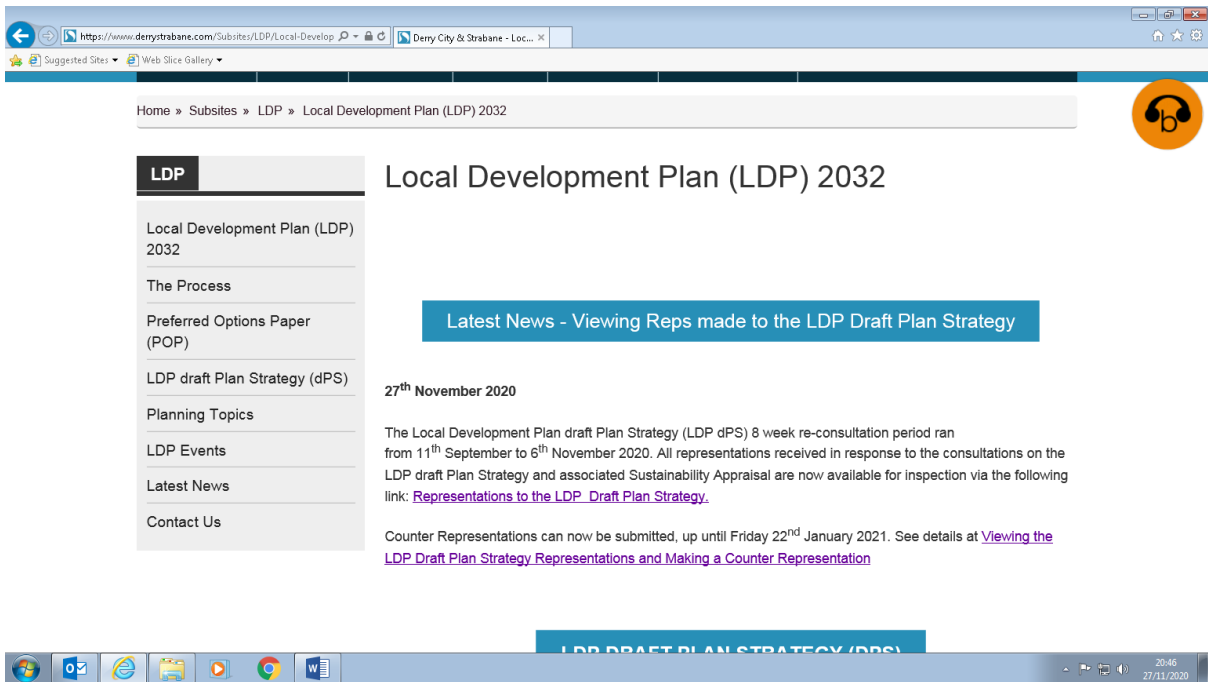 https://www.derrystrabane.com/Subsites/LDP/Local-Develop
Derry City & Strabane - Loc...
Suggested Sites
Web Slice Gallery
Home » Subsites » LDP » Local Development Plan (LDP) 2032
b
LDP
Local Development Plan (LDP)
2032
The Process
Preferred Options Paper
(POP)
LDP draft Plan Strategy (dPS)
Planning Topics
LDP Events
Latest News
Contact Us
Local Development Plan (LDP) 2032
Latest News - Viewing Reps made to the LDP Draft Plan Strategy
27th November 2020
The Local Development Plan draft Plan Strategy (LDP dPS) 8 week re-consultation period ran
from 11th September to 6th November 2020. All representations received in response to the consultations on the
LDP draft Plan Strategy and associated Sustainability Appraisal are now available for inspection via the following
link: Representations to the LDP Draft Plan Strategy.
Counter Representations can now be submitted, up until Friday 22nd January 2021. See details at Viewing the
LDP Draft Plan Strategy Representations and Making a Counter Representation
LDP DRAFT PLAN STRATEGY (DPS)
20:46
27/11/2020